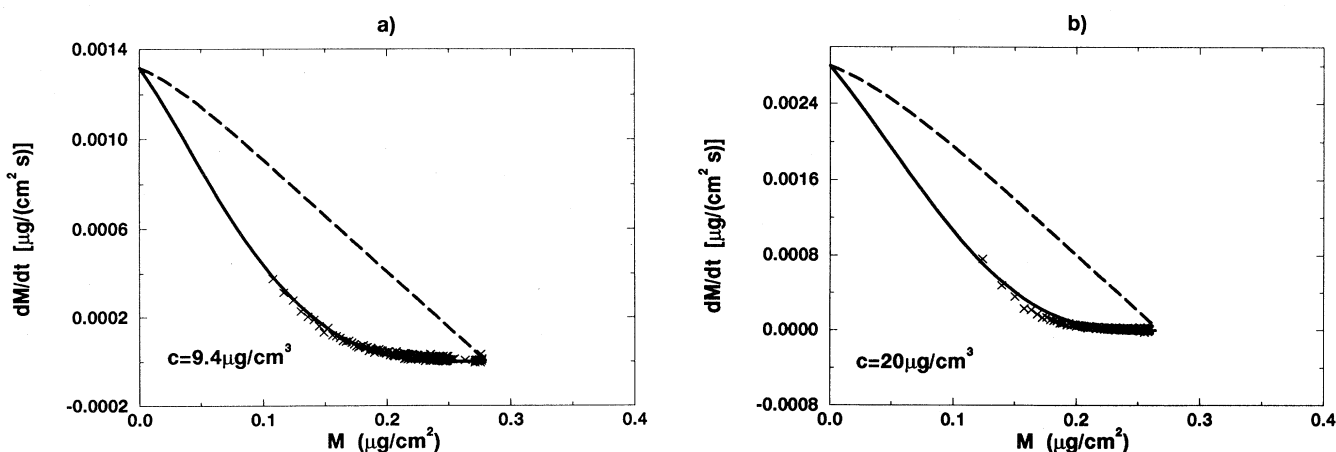 a)
0.0014
0.0010
0.0006
0.0002
-0.0002
dM/dt [μg/(cm² s)]
c=9.4μg/cm³
0.0 0.1 0.2 0.3 0.4
M (μg/cm²)
b)
0.0024
0.0016
0.0008
0.0000
-0.0008
dM/dt [μg/(cm² s)]
c=20μg/cm³
0.0 0.1 0.2 0.3 0.4
M (μg/cm²)